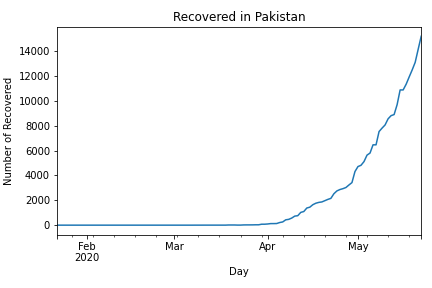 Recovered in Pakistan
14000
12000
10000
8000
6000
4000
2000
0
Number of Recovered
Feb
2020
Mar
Apr
May
Day